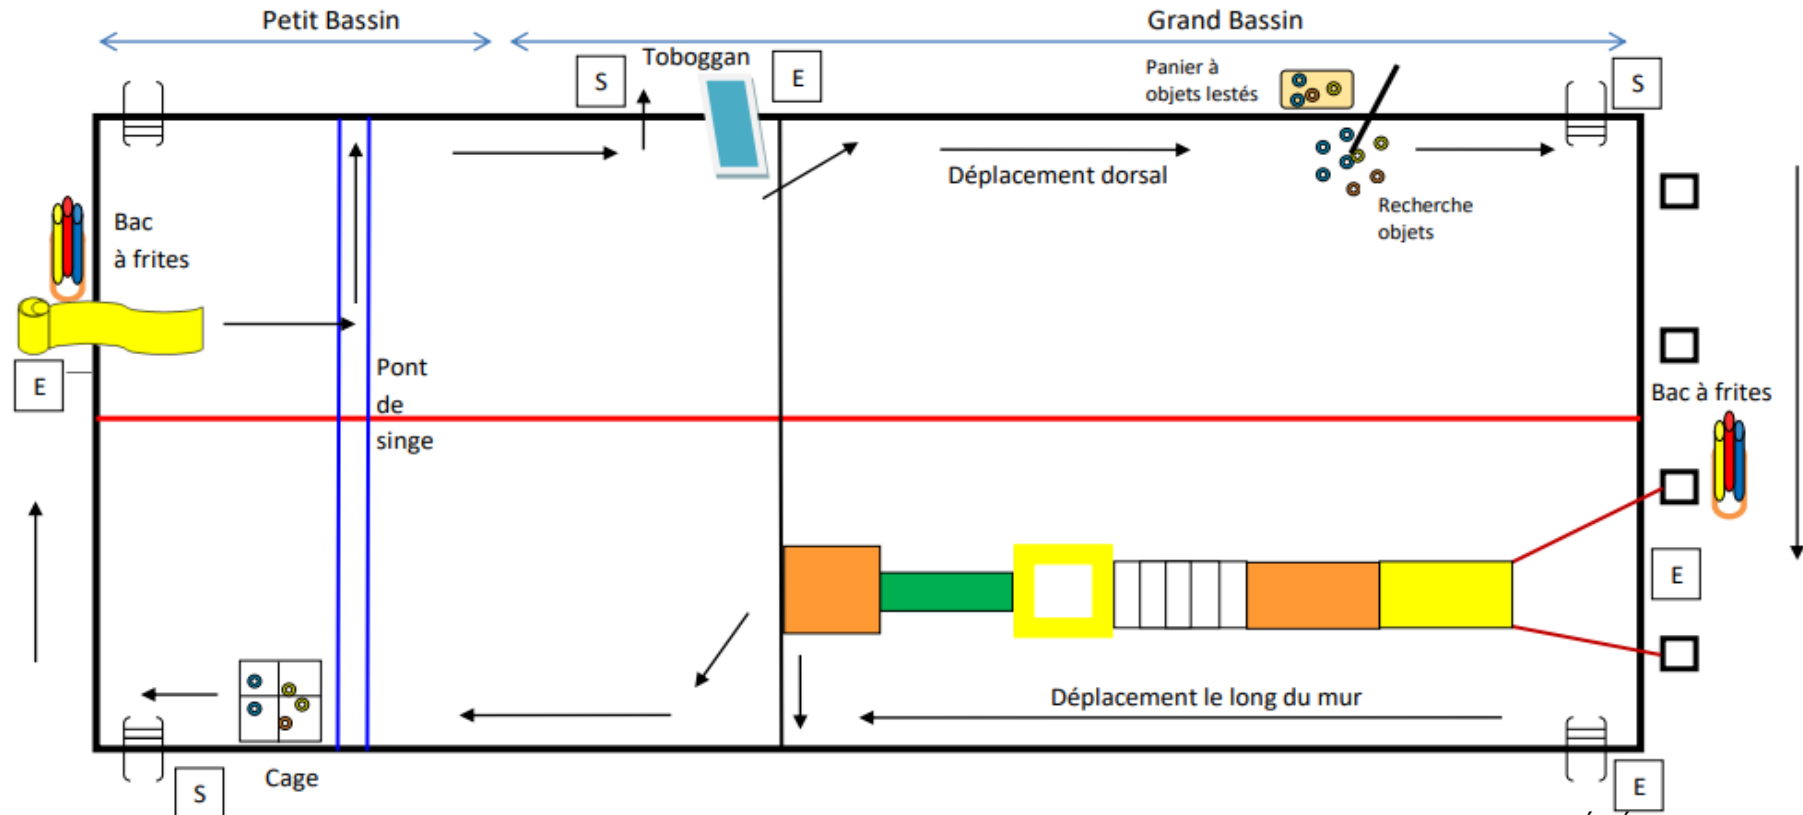 Petit Bassin
Grand Bassin
S
Toboggan
E
Panier à
objets lestés
S
Déplacement dorsal
Recherche
objets
Bac
à frites
E
Pont
de
singe
Bac à frites
E
Déplacement le long du mur
S
Cage
E